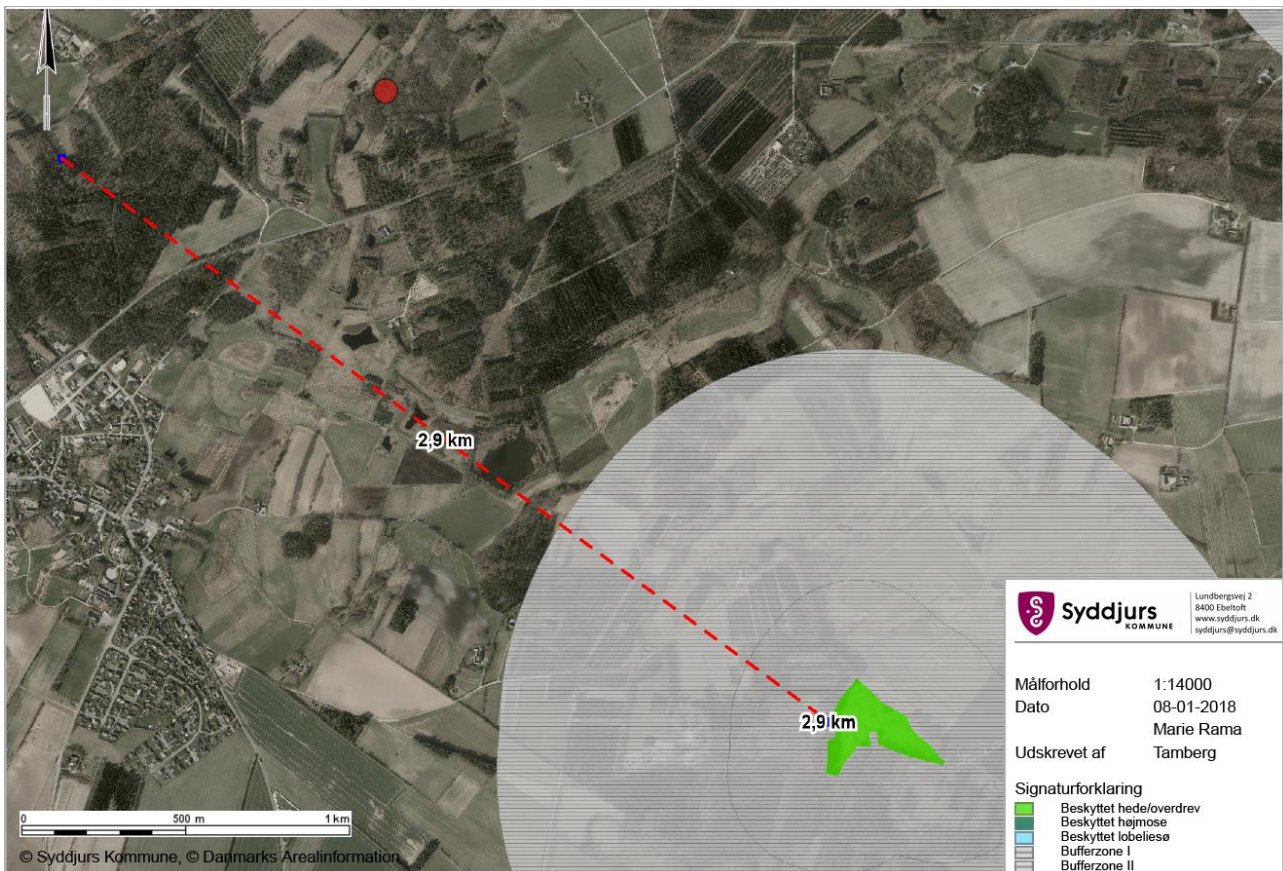 2,9 km
2,9 km
0 500 m 1 km
© Syddjurs Kommune, © Danmarks Arealinformation
Syddjurs
KOMMUNE
Lundbergsvej 2
8400 Ebeltoft
www.syddjurs.dk
syddjurs@syddjurs.dk
Målforhold 1:14000
Dato 08-01-2018
Marie Rama
Udskrevet af Tamberg
Signaturforklaring
Beskyttet hede/overdrev
Beskyttet højmose
Beskyttet lobeliesø
Bufferzone I
Bufferzone II